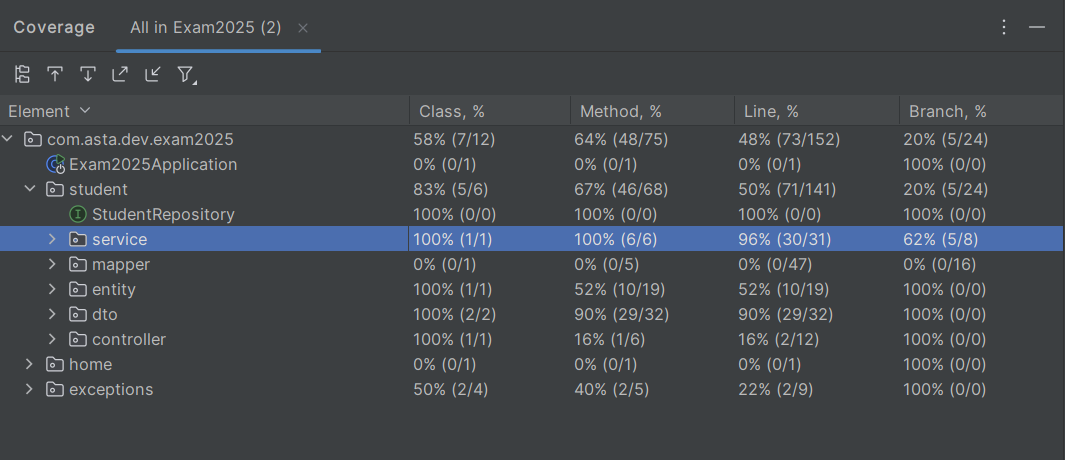 Coverage All in Exam2025 (2)
Element Class, % Method, % Line, % Branch, %
com.asta.dev.exam2025 58% (7/12) 64% (48/75) 48% (73/152) 20% (5/24)
Exam2025Application 0% (0/1) 0% (0/1) 0% (0/1) 100% (0/0)
student 83% (5/6) 67% (46/68) 50% (71/141) 20% (5/24)
StudentRepository 100% (0/0) 100% (0/0) 100% (0/0) 100% (0/0)
service 100% (1/1) 100% (6/6) 96% (30/31) 62% (5/8)
mapper 0% (0/1) 0% (0/5) 0% (0/47) 0% (0/16)
entity 100% (1/1) 52% (10/19) 52% (10/19) 100% (0/0)
dto 100% (2/2) 90% (29/32) 90% (29/32) 100% (0/0)
controller 100% (1/1) 16% (1/6) 16% (2/12) 100% (0/0)
home 0% (0/1) 0% (0/1) 0% (0/1) 100% (0/0)
exceptions 50% (2/4) 40% (2/5) 22% (2/9) 100% (0/0)